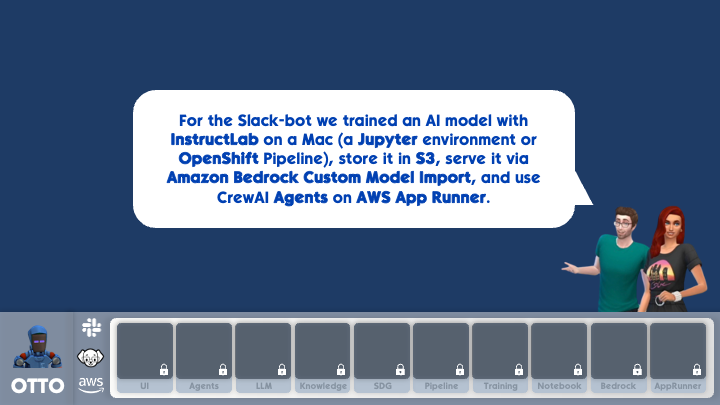 For the Slack-bot we trained an AI model with
InstructLab on a Mac (a Jupyter environment or
OpenShift Pipeline), store it in S3, serve it via
Amazon Bedrock Custom Model Import, and use
CrewAI Agents on AWS App Runner.
OTTO
aws
UI
Agents
LLM
Knowledge
SDG
Pipeline
Training
Notebook
Bedrock
AppRunner